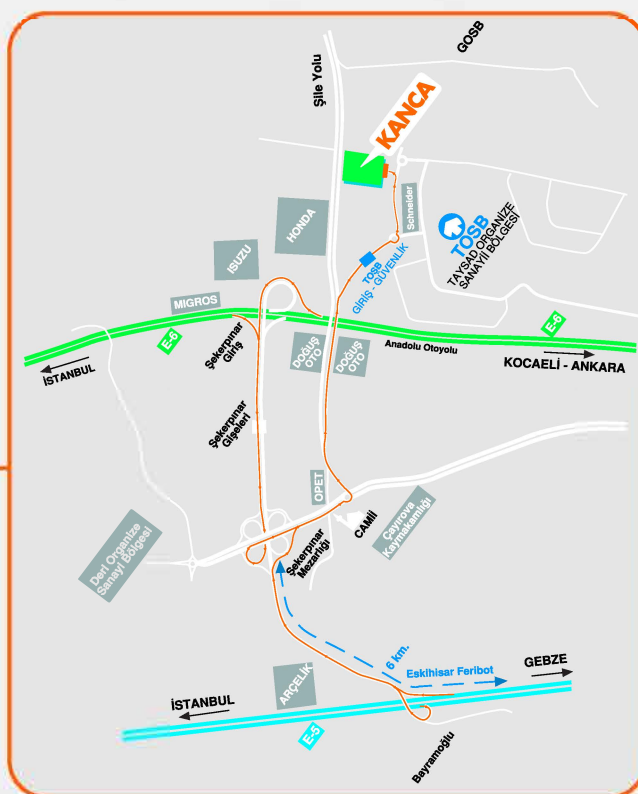 GOSB
Şile Yolu
KANCA
Schneider
TOSB
TAYSAD ORGANİZE
SANAYİİ BÖLGESİ
HONDA
ISUZU
TOSB
GİRİŞ - GÜVENLİK
MIGROS
E-6
E-6
Şekerpınar
Giriş
DOĞUŞ
OTO
DOĞUŞ
OTO
Anadolu Otoyolu
KOCAELİ - ANKARA
İSTANBUL
Şekerpınar
Gişeleri
OPET
CAMİİ
Çayırova
Kaymakamlığı
Deri Organize
Sanayi Bölgesi
Şekerpınar
Mezarlığı
6 km.
Eskihisar Feribot
GEBZE
ARÇELİK
İSTANBUL
E-5
Bayramoğlu